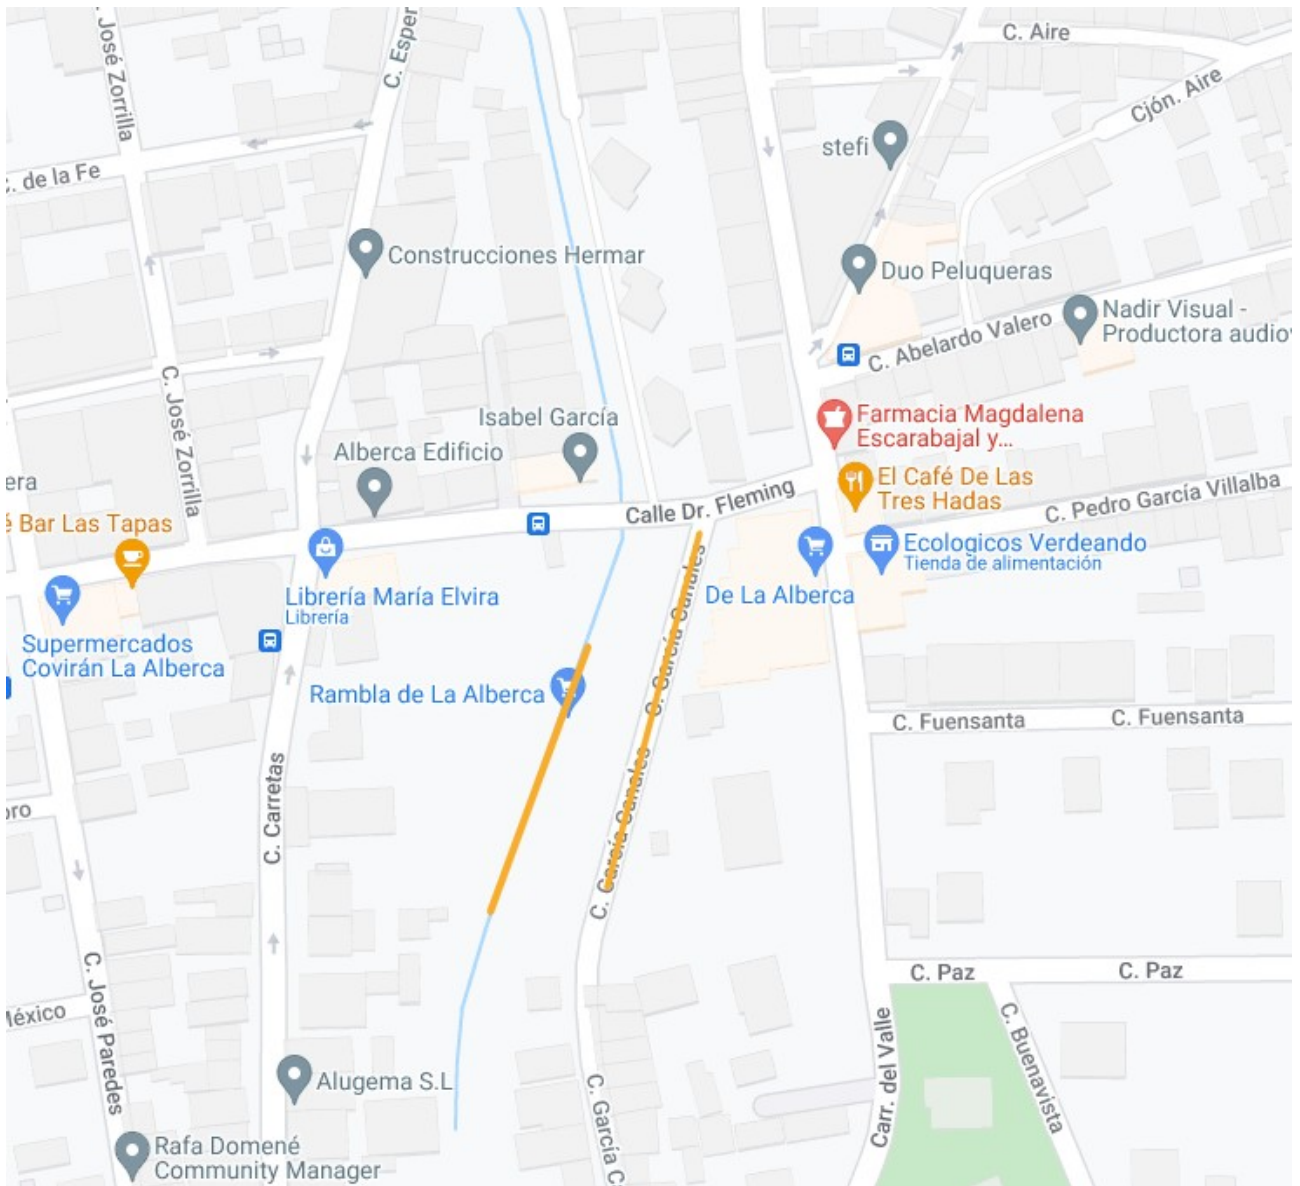 C. José Zorrilla
C. Esper
C. Aire
Cjón. Aire
stefi
C. de la Fe
Construcciones Hermar
Duo Peluqueras
Nadir Visual -
Productora audiov
C. Abelardo Valero
C. José Zorrilla
Isabel García
Farmacia Magdalena
Escarabajal y...
Alberca Edificio
era
El Café De Las
Tres Hadas
C. Pedro García Villalba
Calle Dr. Fleming
é Bar Las Tapas
Ecologicos Verdeando
Tienda de alimentación
De La Alberca
Librería María Elvira
Librería
C. García Canales
Supermercados
Covirán La Alberca
Rambla de La Alberca
C. Fuensanta
C. Fuensanta
C. García Canales
C. Carretas
oro
C. Paz
C. Paz
México
C. José Paredes
Carr. del Valle
C. Buenavista
Alugema S.L
C. García C
Rafa Domené
Community Manager